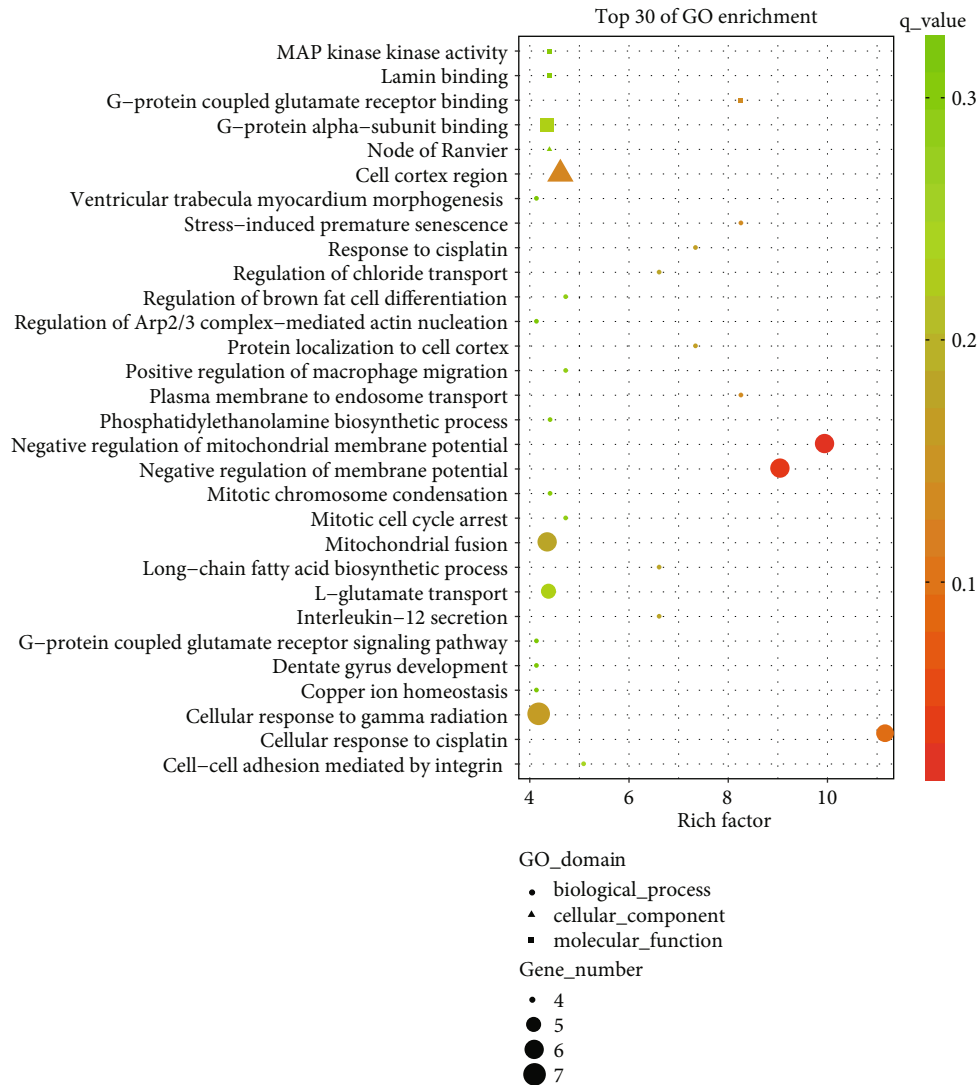 Top 30 of GO enrichment
q_value
MAP kinase kinase activity
Lamin binding
G−protein coupled glutamate receptor binding
G−protein alpha−subunit binding
Node of Ranvier
Cell cortex region
Ventricular trabecula myocardium morphogenesis
Stress−induced premature senescence
Response to cisplatin
Regulation of chloride transport
Regulation of brown fat cell differentiation
Regulation of Arp2/3 complex−mediated actin nucleation
Protein localization to cell cortex
Positive regulation of macrophage migration
Plasma membrane to endosome transport
Phosphatidylethanolamine biosynthetic process
Negative regulation of mitochondrial membrane potential
Negative regulation of membrane potential
Mitotic chromosome condensation
Mitotic cell cycle arrest
Mitochondrial fusion
Long−chain fatty acid biosynthetic process
L−glutamate transport
Interleukin−12 secretion
G−protein coupled glutamate receptor signaling pathway
Dentate gyrus development
Copper ion homeostasis
Cellular response to gamma radiation
Cellular response to cisplatin
Cell−cell adhesion mediated by integrin
4 6 8 10
Rich factor
0.3
0.2
0.1
GO_domain
biological_process
cellular_component
molecular_function
Gene_number
4
5
6
7